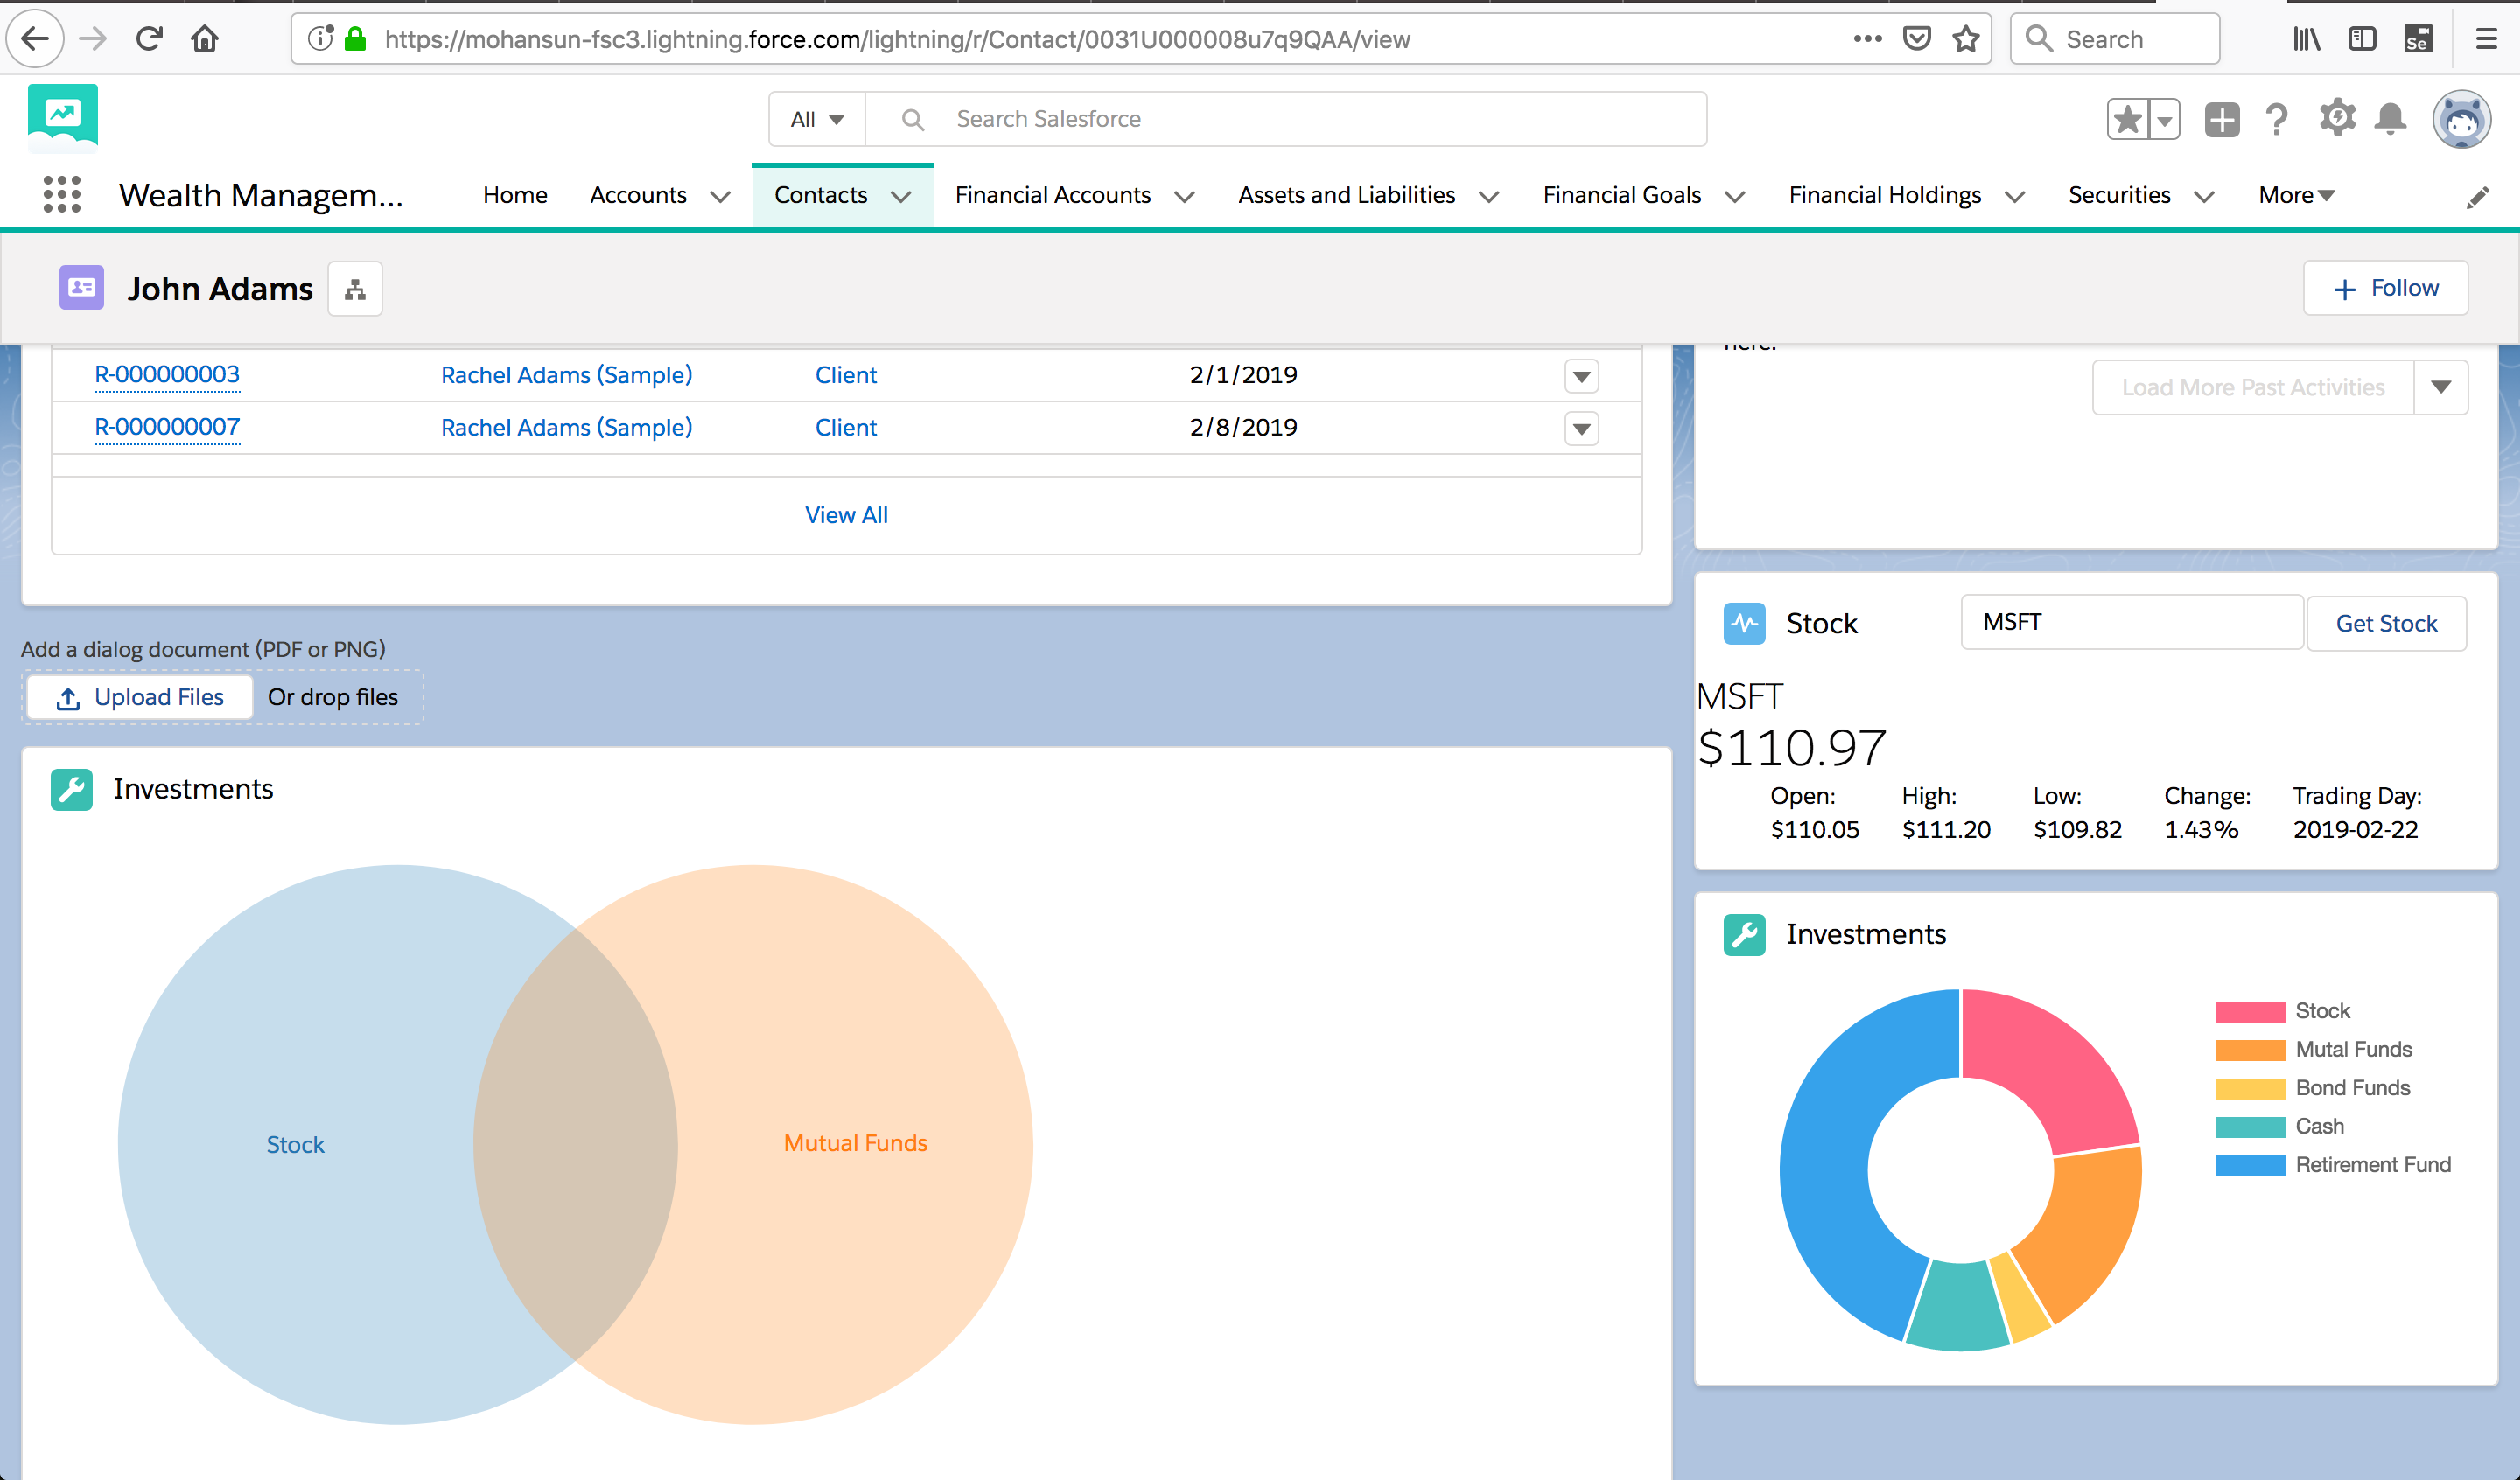 https://mohansun-fsc3.lightning.force.com/lightning/r/Contact/0031U000008u7q9QAA/view
Search
Se
All
Search Salesforce
Wealth Managem...
Home
Accounts
Contacts
Financial Accounts
Assets and Liabilities
Financial Goals
Financial Holdings
Securities
More
John Adams
Follow
R-000000003 Rachel Adams (Sample) Client 2/1/2019
R-000000007 Rachel Adams (Sample) Client 2/8/2019
View All
here.
Load More Past Activities
Add a dialog document (PDF or PNG)
Upload Files Or drop files
Investments
Stock
Mutual Funds
Stock
MSFT
Get Stock
MSFT
$110.97
Open: High: Low: Change: Trading Day:
$110.05 $111.20 $109.82 1.43% 2019-02-22
Investments
Stock
Mutal Funds
Bond Funds
Cash
Retirement Fund